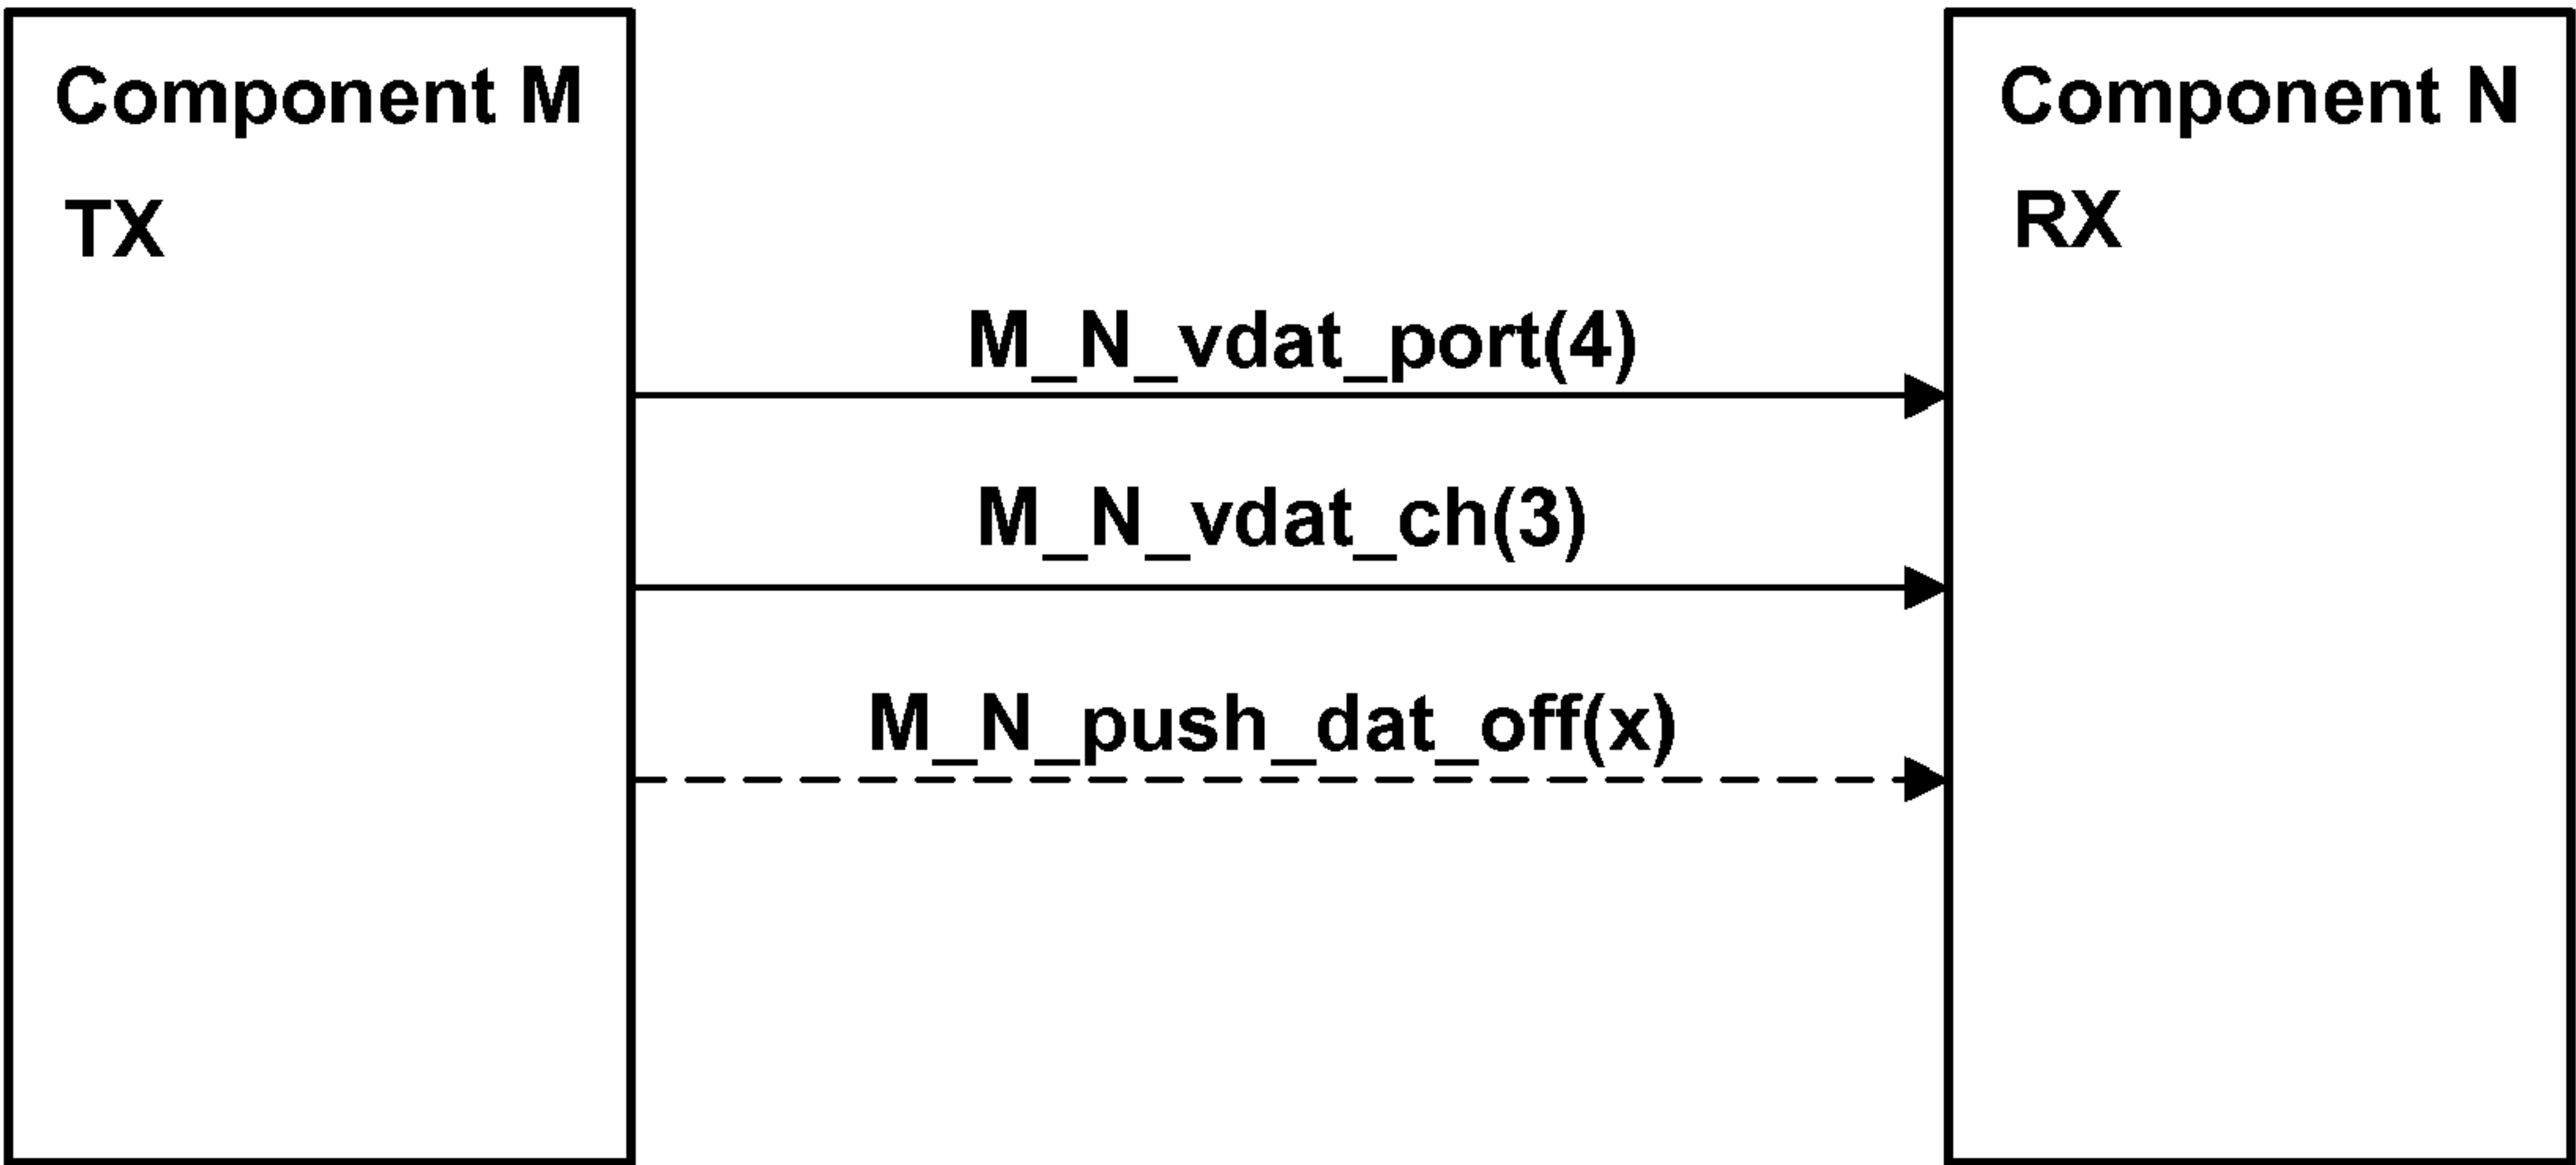 Component M
TX
Component N
RX
M_N_vdat_port(4)
M_N_vdat_ch(3)
M_N_push_dat_off(x)